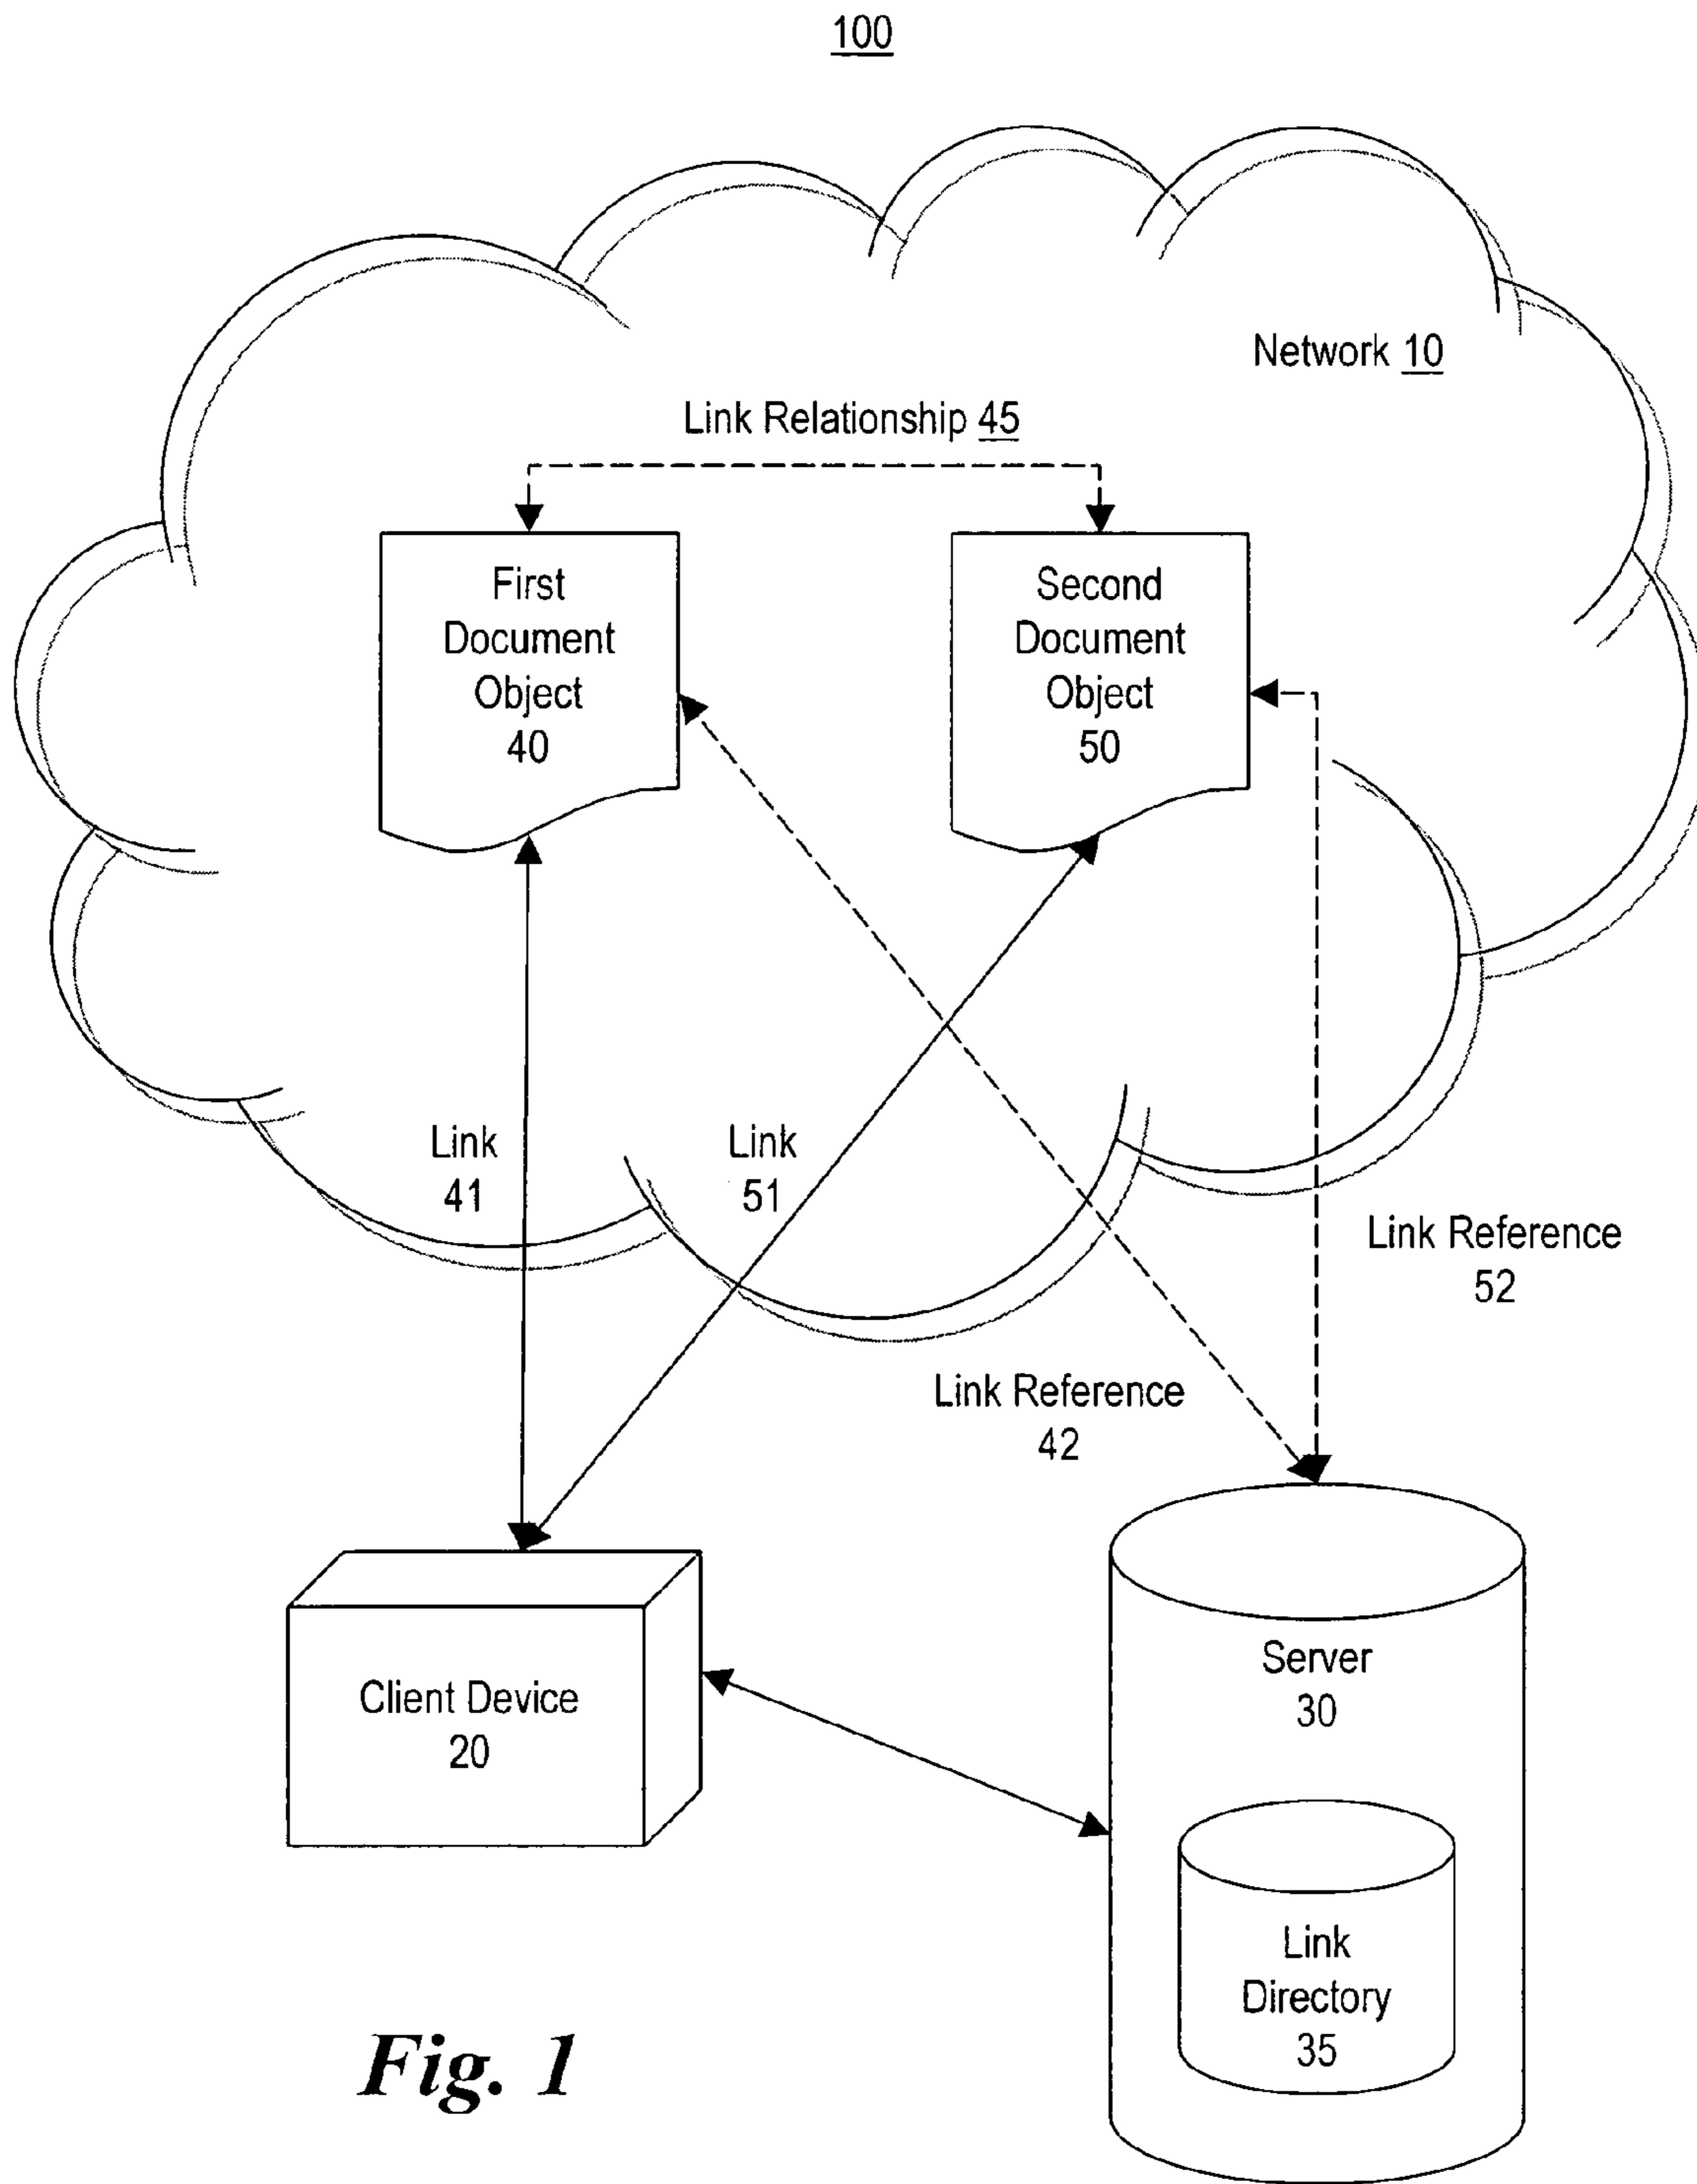 100
Network 10
Link Relationship 45
First
Document
Object
40
Second
Document
Object
50
Link
41
Link
51
Link Reference
52
Link Reference
42
Server
30
Client Device
20
Link
Directory
35
Fig. 1